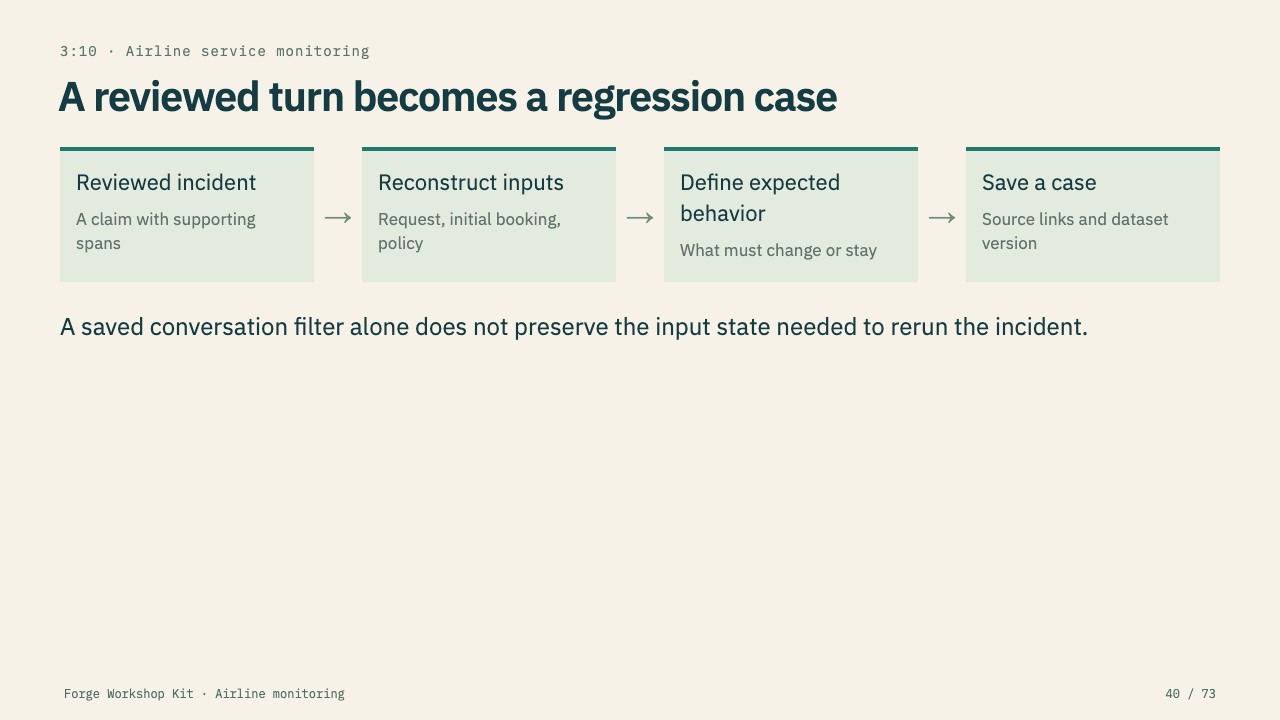 3:10 · Airline service monitoring
A reviewed turn becomes a regression case
Reviewed incident
A claim with supporting
spans
→
Reconstruct inputs
Request, initial booking,
policy
→
Define expected
behavior
What must change or stay
→
Save a case
Source links and dataset
version
A saved conversation filter alone does not preserve the input state needed to rerun the incident.
Forge Workshop Kit · Airline monitoring
40 / 73